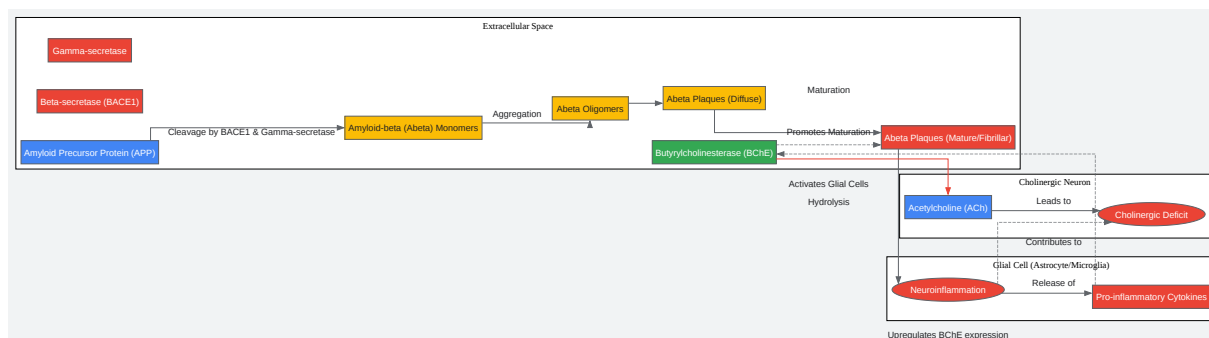 Extracellular Space
Gamma-secretase
Beta-secretase (BACE1)
Abeta Plaques (Diffuse)
Maturation
Abeta Oligomers
Aggregation
Amyloid-beta (Abeta) Monomers
Cleavage by BACE1 & Gamma-secretase
Promotes Maturation
Abeta Plaques (Mature/Fibrillar)
Amyloid Precursor Protein (APP)
Butyrylcholinesterase (BChE)
Activates Glial Cells
Hydrolysis
Cholinergic Neuron
Acetylcholine (ACh)
Leads to
Cholinergic Deficit
Contributes to
Glial Cell (Astrocyte/Microglia)
Neuroinflammation
Release of
Pro-inflammatory Cytokines
Upregulates BChE expression